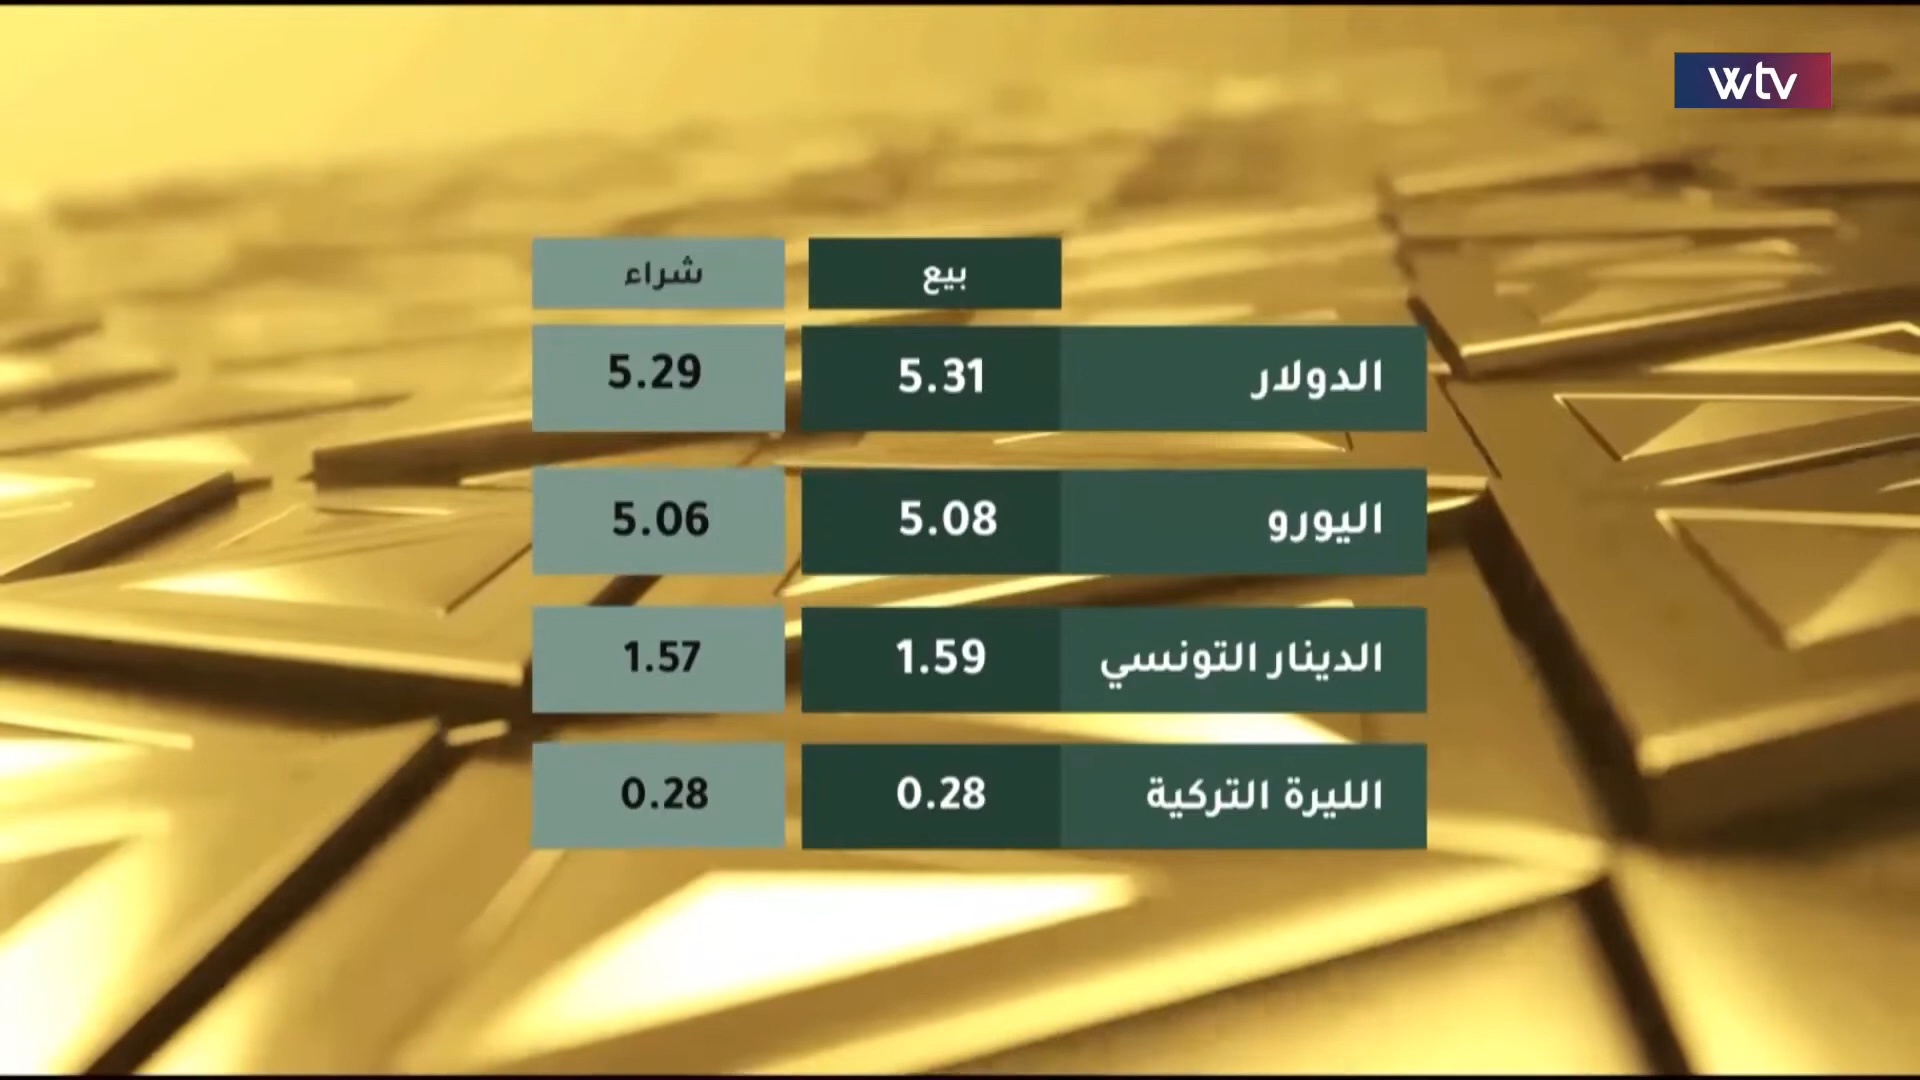 wtv
بيع شراء
الدولار 5.31 5.29
اليورو 5.08 5.06
الدينار التونسي 1.59 1.57
الليرة التركية 0.28 0.28